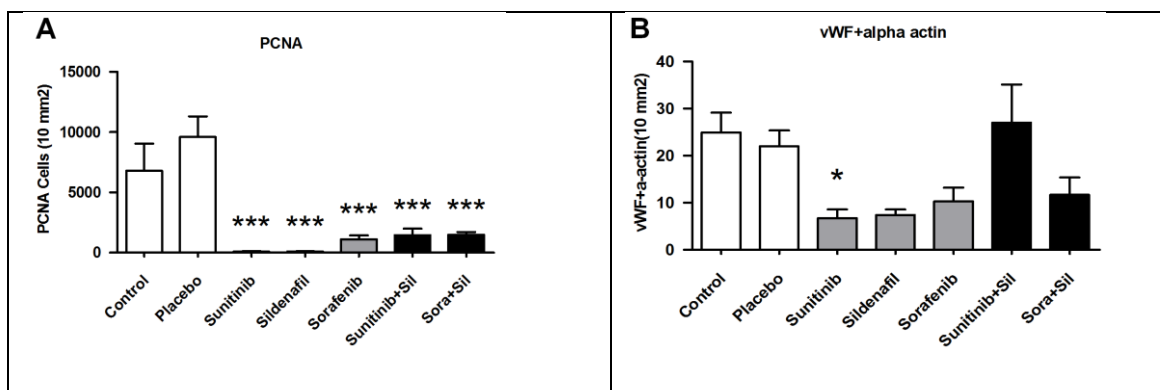 A
PCNA
PCNA Cells (10 mm2)
15000
10000
5000
0
*** *** *** *** ***
Control
Placebo
Sunitinib
Sildenafil
Sorafenib
Sunitinib+Sil
Sora+Sil
B
vWF+alpha actin
vWF+a-actin(10 mm2)
40
30
20
10
0
*
Control
Placebo
Sunitinib
Sildenafil
Sorafenib
Sunitinib+Sil
Sora+Sil